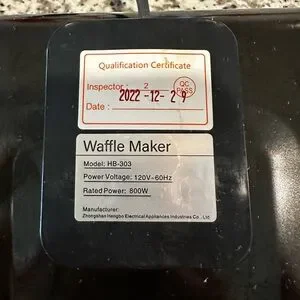 Qualification Certificate
Inspector 2
QC
PASS
Date : 2022-12-29
Waffle Maker
Model: HB-303
Power Voltage: 120V~60Hz
Rated Power: 800W
Manufacturer:
Zhongshan Hengbo Electrical Appliances Industries Co., Ltd